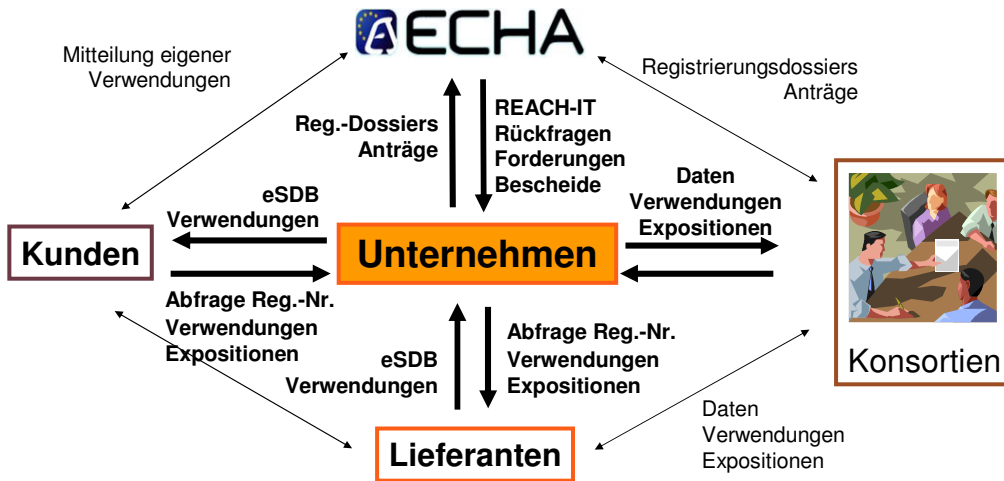 ECHA
Mitteilung eigener
Verwendungen
Registrierungsdossiers
Anträge
Reg.-Dossiers
Anträge
REACH-IT
Rückfragen
Forderungen
Bescheide
eSDB
Verwendungen
Daten
Verwendungen
Expositionen
Kunden
Unternehmen
Konsortien
Abfrage Reg.-Nr.
Verwendungen
Expositionen
eSDB
Verwendungen
Abfrage Reg.-Nr.
Verwendungen
Expositionen
Lieferanten
Daten
Verwendungen
Expositionen